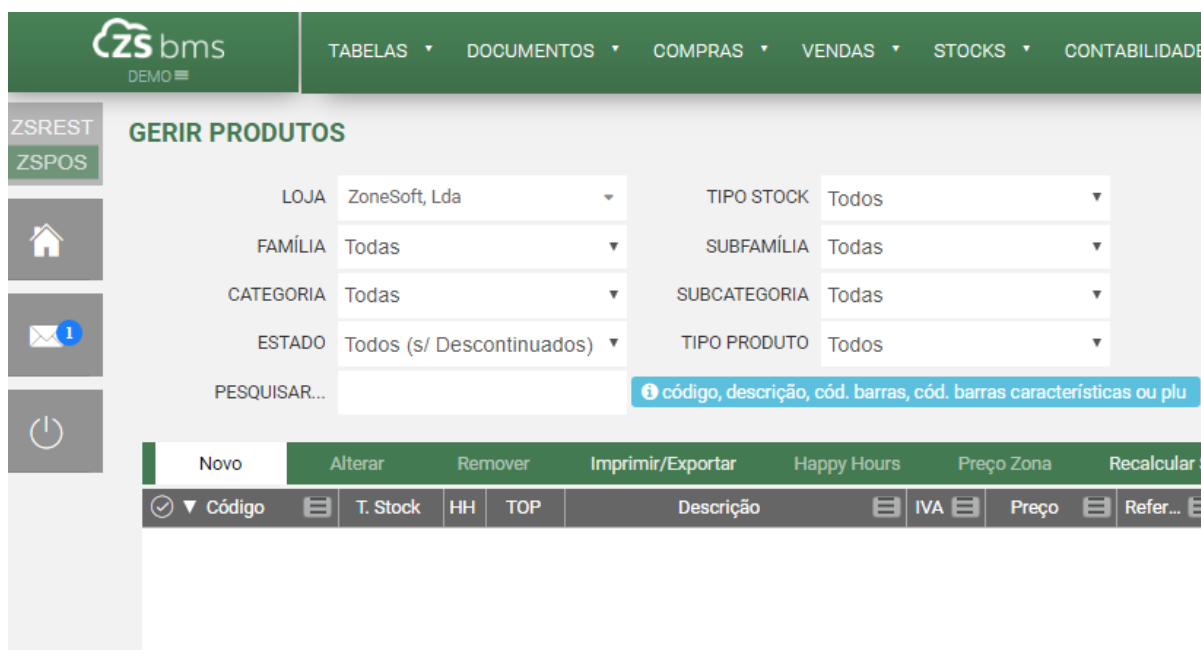 ZS bms
DEMO
TABELAS DOCUMENTOS COMPRAS VENDAS STOCKS CONTABILIDADE
ZSREST
ZSPOS
GERIR PRODUTOS
LOJA ZoneSoft, Lda TIPO STOCK Todos
FAMÍLIA Todas SUBFAMÍLIA Todas
CATEGORIA Todas SUBCATEGORIA Todas
1
ESTADO Todos (s/ Descontinuados) TIPO PRODUTO Todos
PESQUISAR... código, descrição, cód. barras, cód. barras características ou plu
Novo Alterar Remover Imprimir/Exportar Happy Hours Preço Zona Recalcular
Código T. Stock HH TOP Descrição IVA Preço Refer...